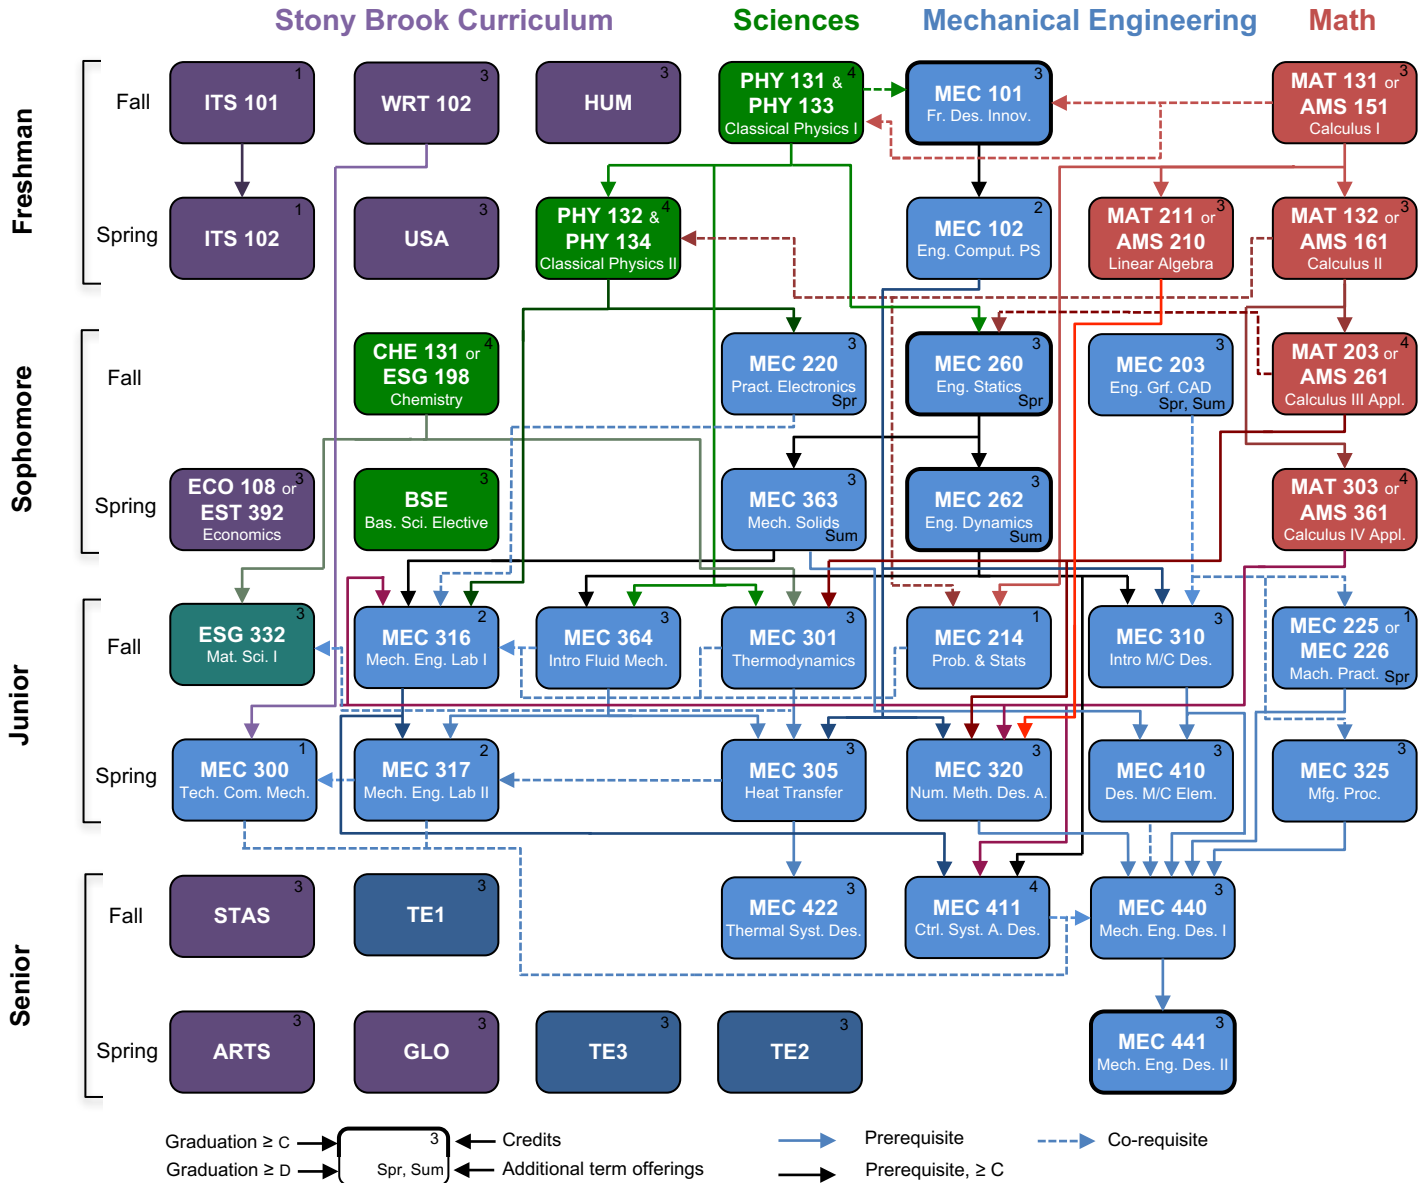 Stony Brook Curriculum
Sciences
Mechanical Engineering
Math
Freshman
Fall
1
ITS 101
3
WRT 102
3
HUM
4
PHY 131 &
PHY 133
Classical Physics I
3
MEC 101
Fr. Des. Innov.
3
MAT 131 or
AMS 151
Calculus I
Spring
1
ITS 102
3
USA
4
PHY 132 &
PHY 134
Classical Physics II
2
MEC 102
Eng. Comput. PS
3
MAT 211 or
AMS 210
Linear Algebra
3
MAT 132 or
AMS 161
Calculus II
Sophomore
Fall
4
CHE 131 or
ESG 198
Chemistry
3
MEC 220
Pract. Electronics
Spr
3
MEC 260
Eng. Statics
Spr
3
MEC 203
Eng. Grf. CAD
Spr, Sum
4
MAT 203 or
AMS 261
Calculus III Appl.
Spring
3
ECO 108 or
EST 392
Economics
3
BSE
Bas. Sci. Elective
3
MEC 363
Mech. Solids
Sum
3
MEC 262
Eng. Dynamics
Sum
4
MAT 303 or
AMS 361
Calculus IV Appl.
Junior
Fall
3
ESG 332
Mat. Sci. I
2
MEC 316
Mech. Eng. Lab I
3
MEC 364
Intro Fluid Mech.
3
MEC 301
Thermodynamics
1
MEC 214
Prob. & Stats
3
MEC 310
Intro M/C Des.
1
MEC 225 or
MEC 226
Mach. Pract. Spr
Spring
1
MEC 300
Tech. Com. Mech.
2
MEC 317
Mech. Eng. Lab II
3
MEC 305
Heat Transfer
3
MEC 320
Num. Meth. Des. A.
3
MEC 410
Des. M/C Elem.
3
MEC 325
Mfg. Proc.
Senior
Fall
3
STAS
3
TE1
3
MEC 422
Thermal Syst. Des.
4
MEC 411
Ctrl. Syst. A. Des.
3
MEC 440
Mech. Eng. Des. I
Spring
3
ARTS
3
GLO
3
TE3
3
TE2
3
MEC 441
Mech. Eng. Des. II
Graduation ≥ C
3
Credits
Prerequisite
Co-requisite
Graduation ≥ D
Spr, Sum
Additional term offerings
Prerequisite, ≥ C